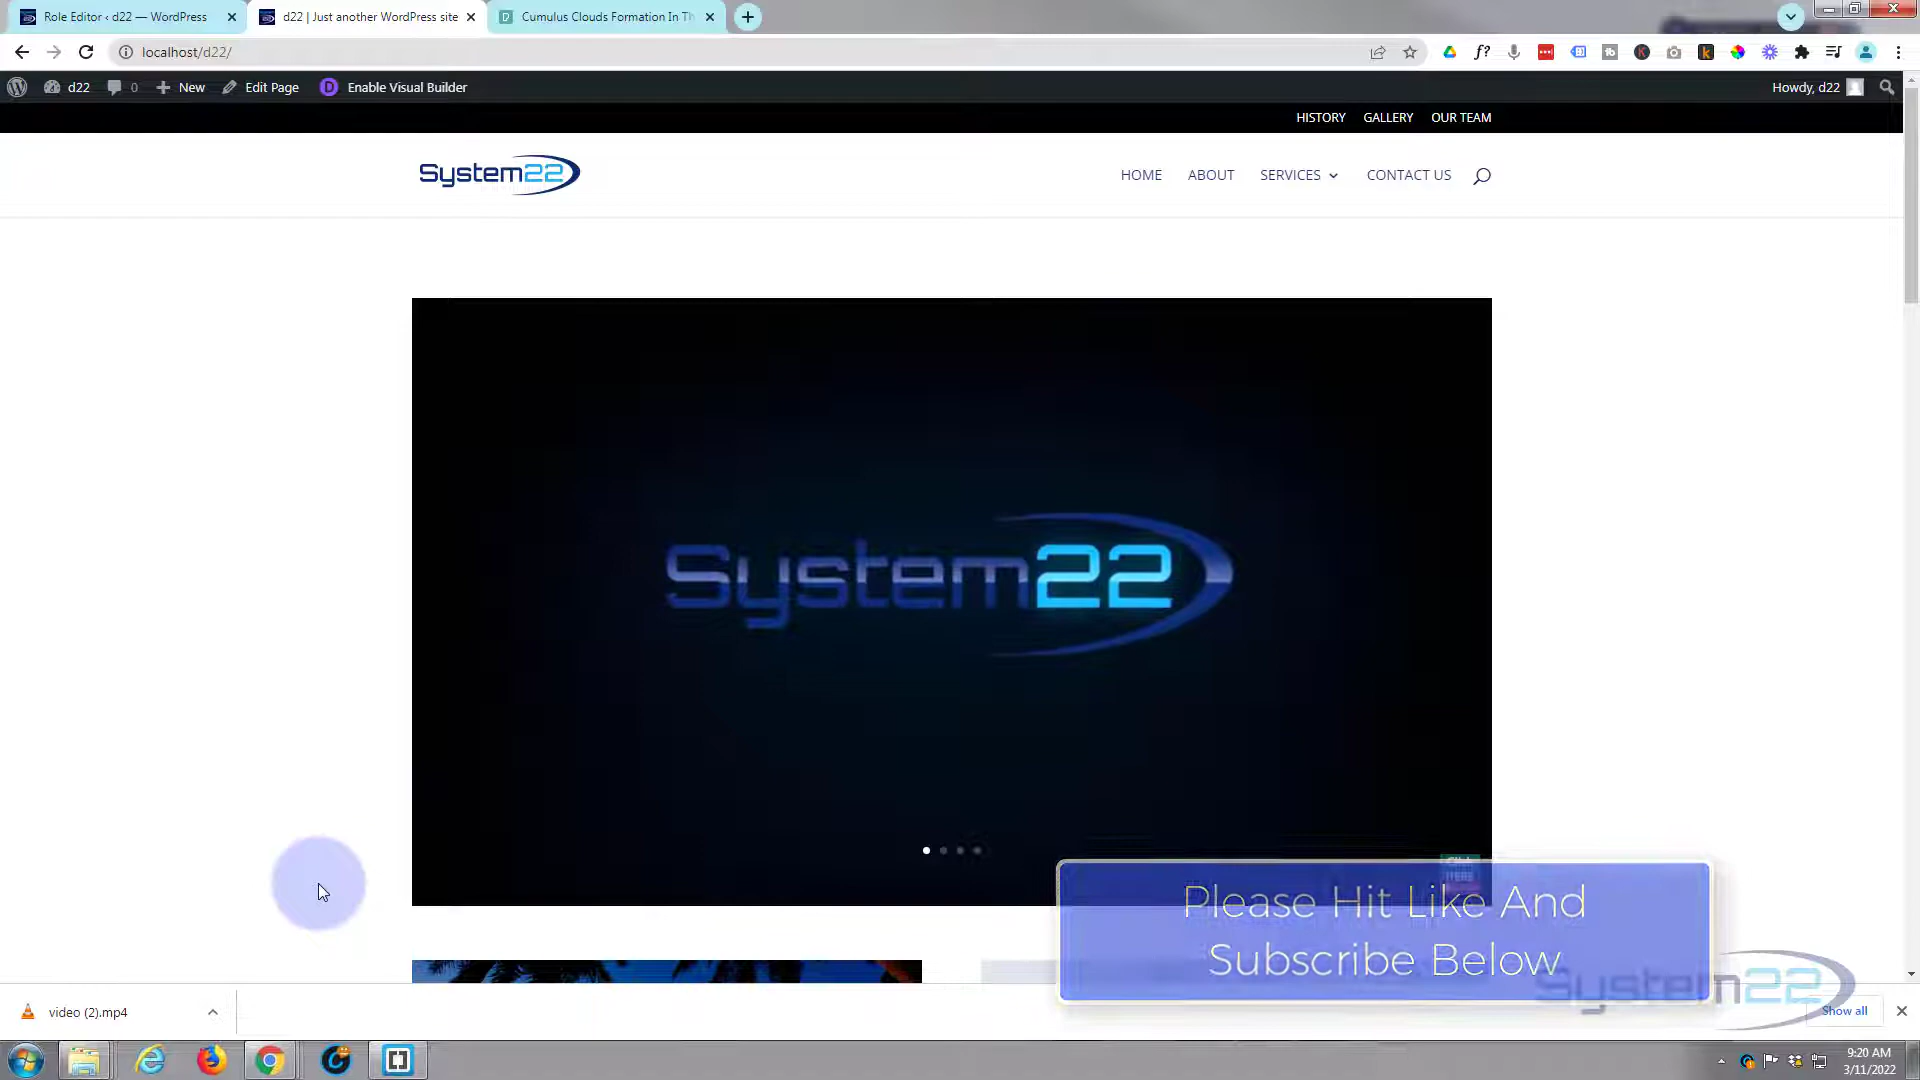 Role Editor ‹ d22 — WordPress
d22 | Just another WordPress site
Cumulus Clouds Formation In Th
localhost/d22/
d22
0
New
Edit Page
Enable Visual Builder
Howdy, d22
HISTORY
GALLERY
OUR TEAM
System22
HOME
ABOUT
SERVICES
CONTACT US
System22
Please Hit Like And
Subscribe Below
System22
video (2).mp4
Show all
9:20 AM
3/11/2022